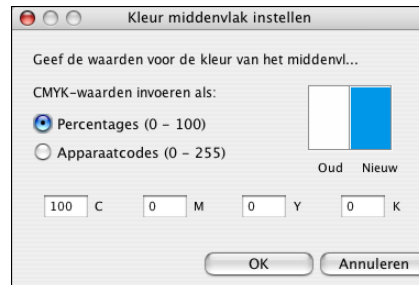 Kleur middenvlak instellen
Geef de waarden voor de kleur van het middenvl...
CMYK-waarden invoeren als:
Percentages (0 – 100)
Apparaatcodes (0 – 255)
Oud Nieuw
100 C 0 M 0 Y 0 K
OK Annuleren